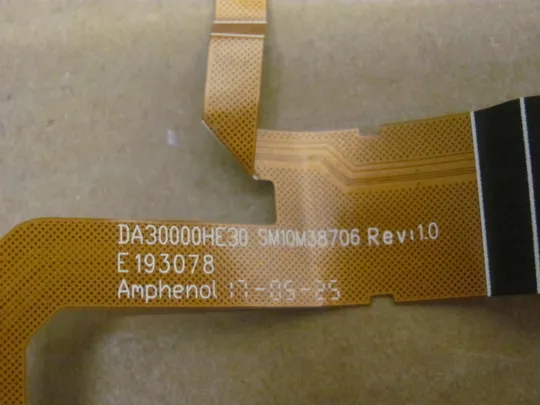 DA30000HE30 SM10M38706 Rev:1.0
E193078
Amphenol 17-05-25